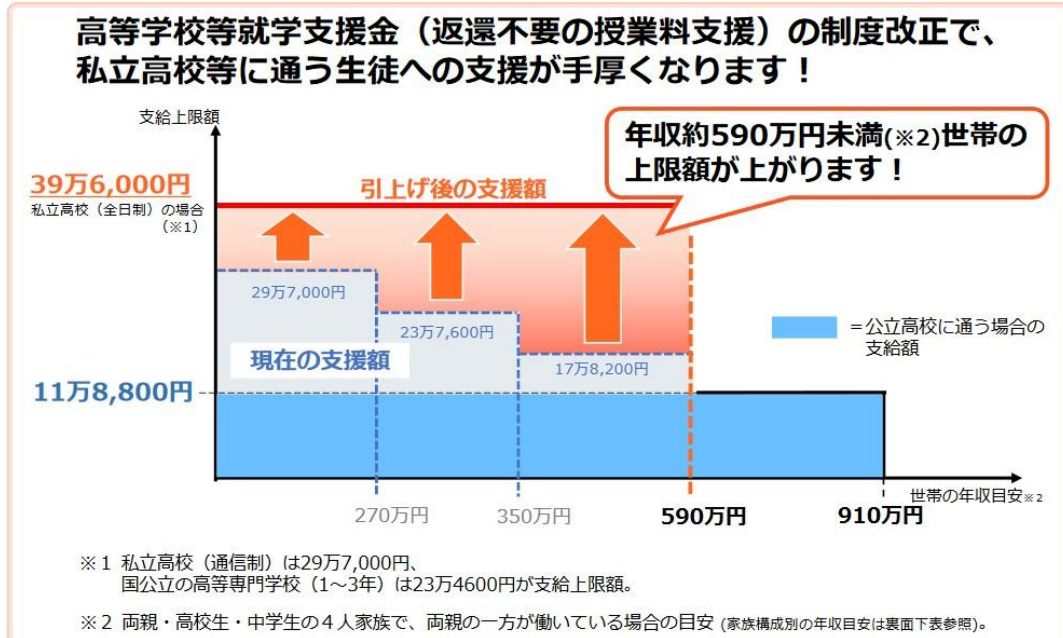 高等学校等就学支援金（返還不要の授業料支援）の制度改正で、
私立高校等に通う生徒への支援が手厚くなります！
支給上限額
年収約590万円未満(※2)世帯の
上限額が上がります！
39万6,000円
私立高校（全日制）の場合
（※1）
引上げ後の支援額
29万7,000円
23万7,600円
17万8,200円
現在の支援額
＝公立高校に通う場合の
支給額
11万8,800円
世帯の年収目安※2
270万円
350万円
590万円
910万円
※１ 私立高校（通信制）は29万7,000円、
国公立の高等専門学校（1～3年）は23万4600円が支給上限額。
※２ 両親・高校生・中学生の４人家族で、両親の一方が働いている場合の目安 (家族構成別の年収目安は裏面下表参照)。